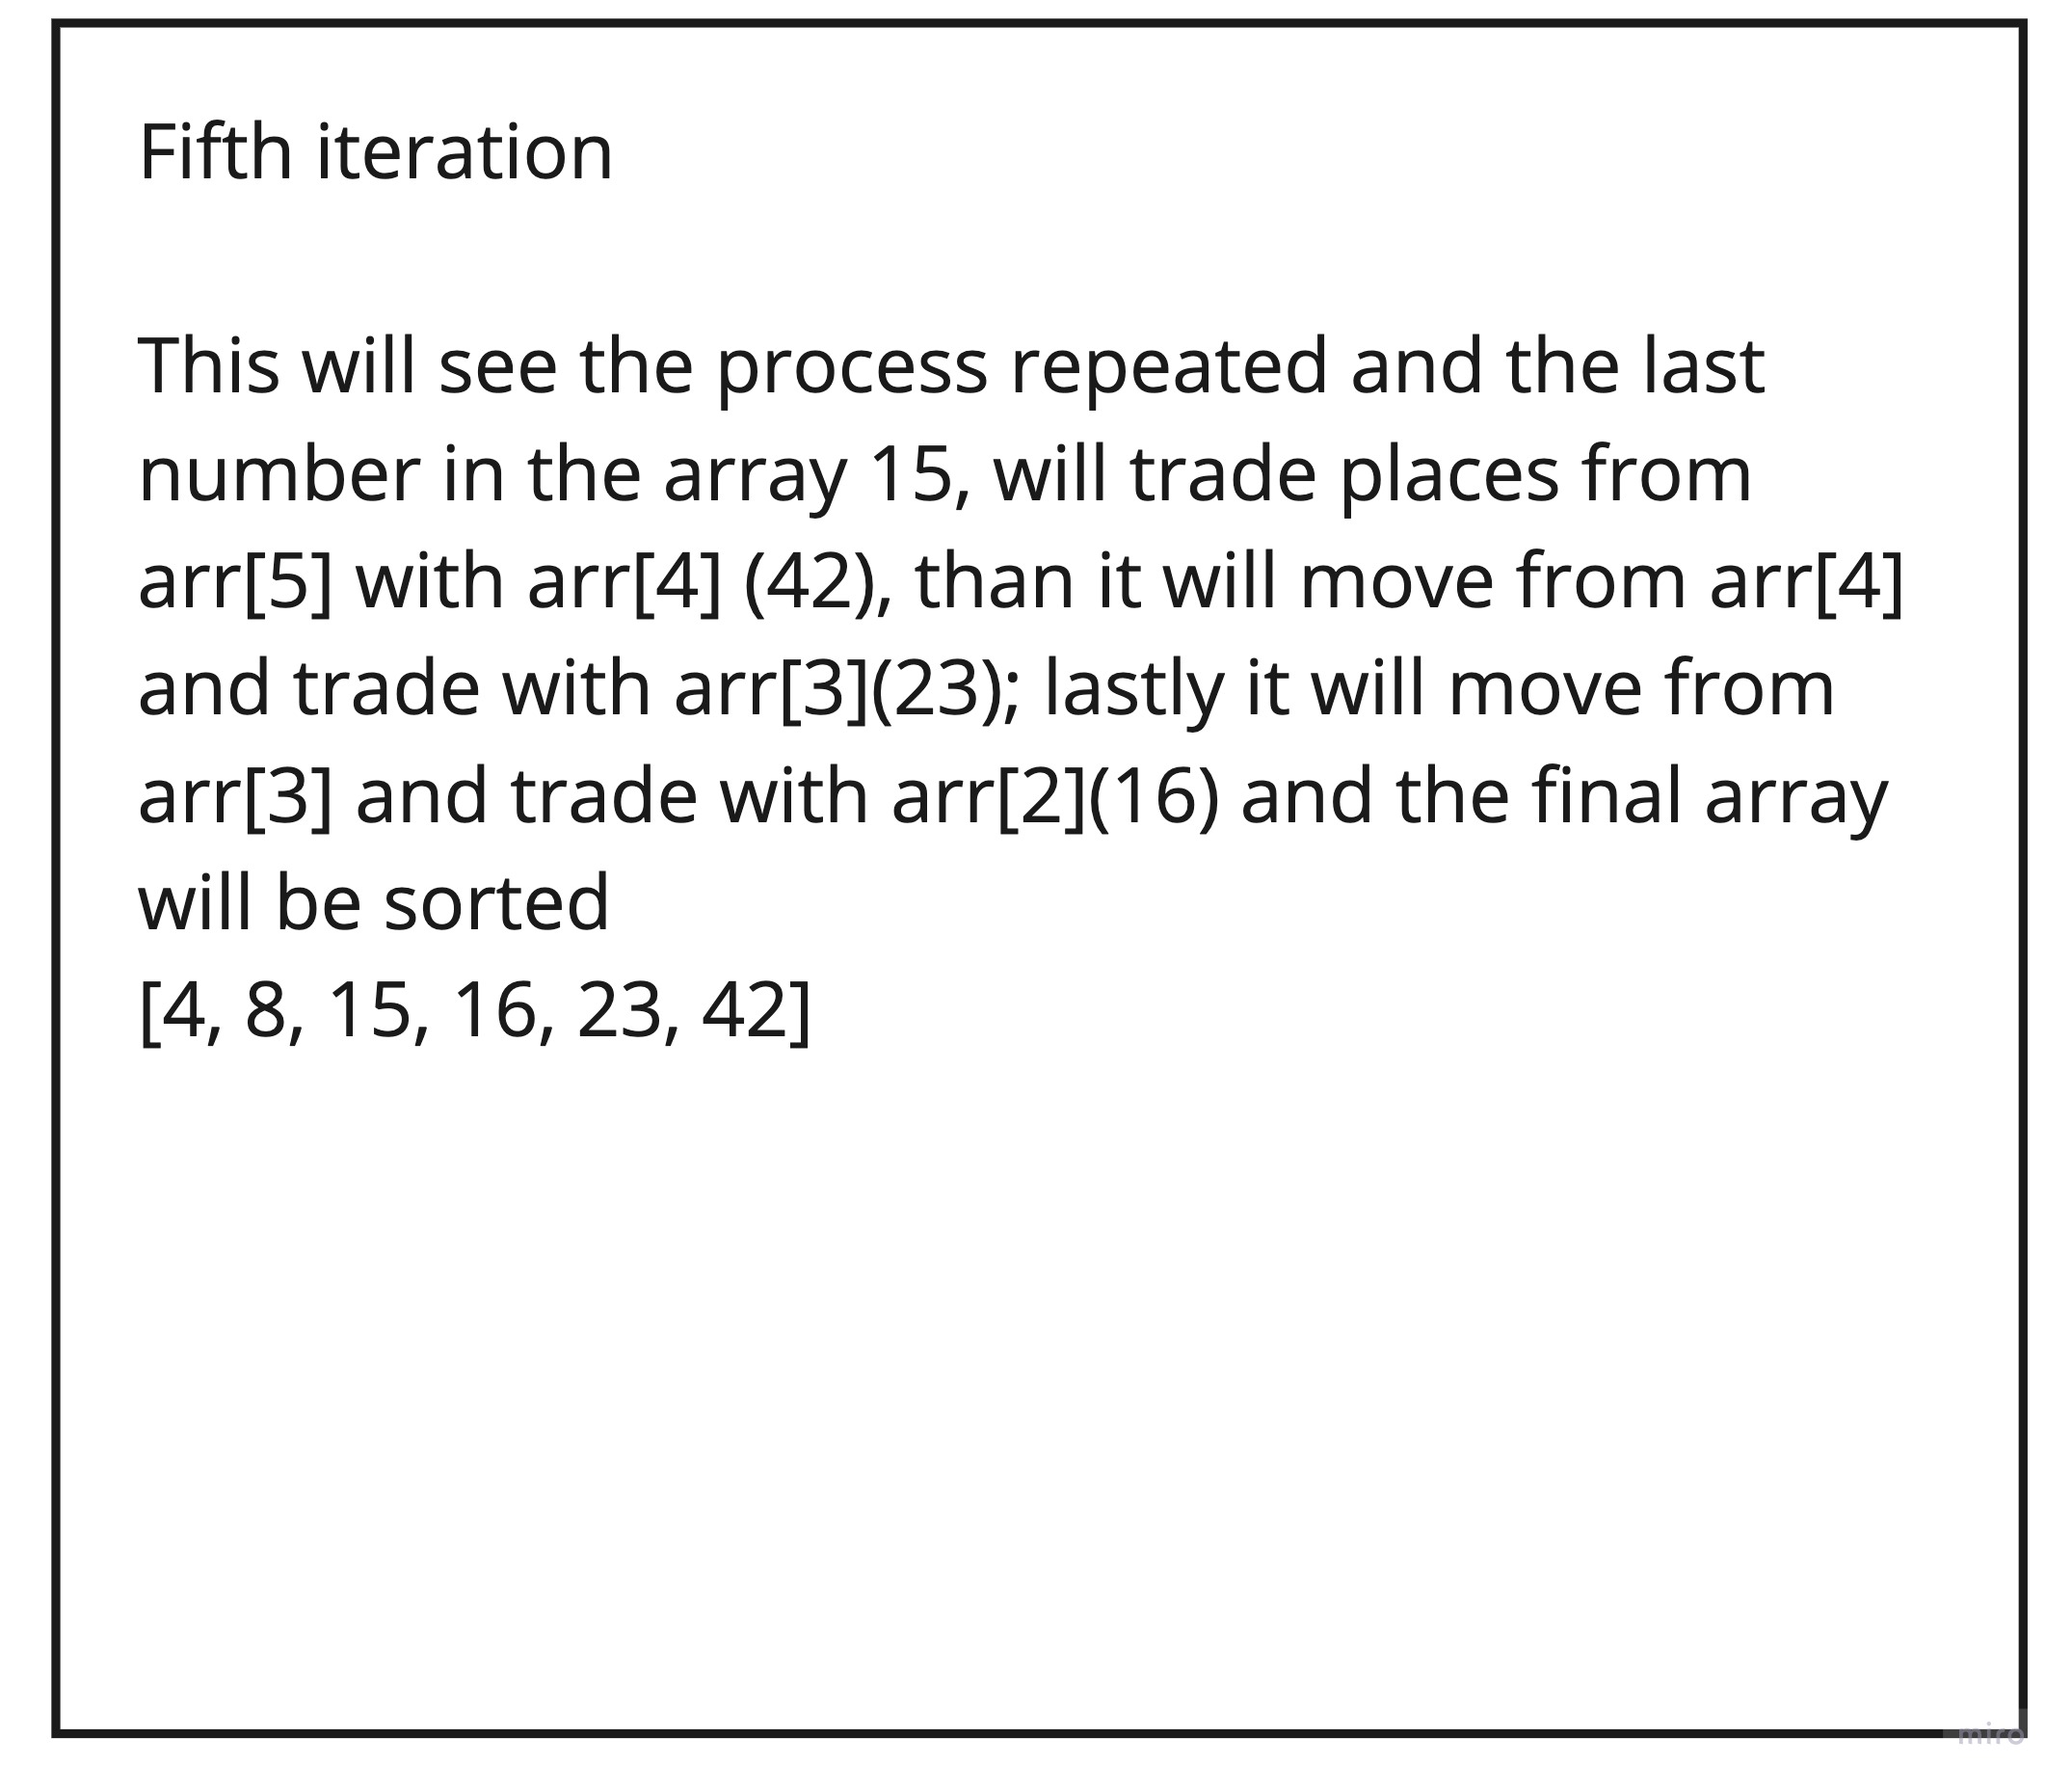 Fifth iteration
This will see the process repeated and the last
number in the array 15, will trade places from
arr[5] with arr[4] (42), than it will move from arr[4]
and trade with arr[3](23); lastly it will move from
arr[3] and trade with arr[2](16) and the final array
will be sorted
[4, 8, 15, 16, 23, 42]
miro